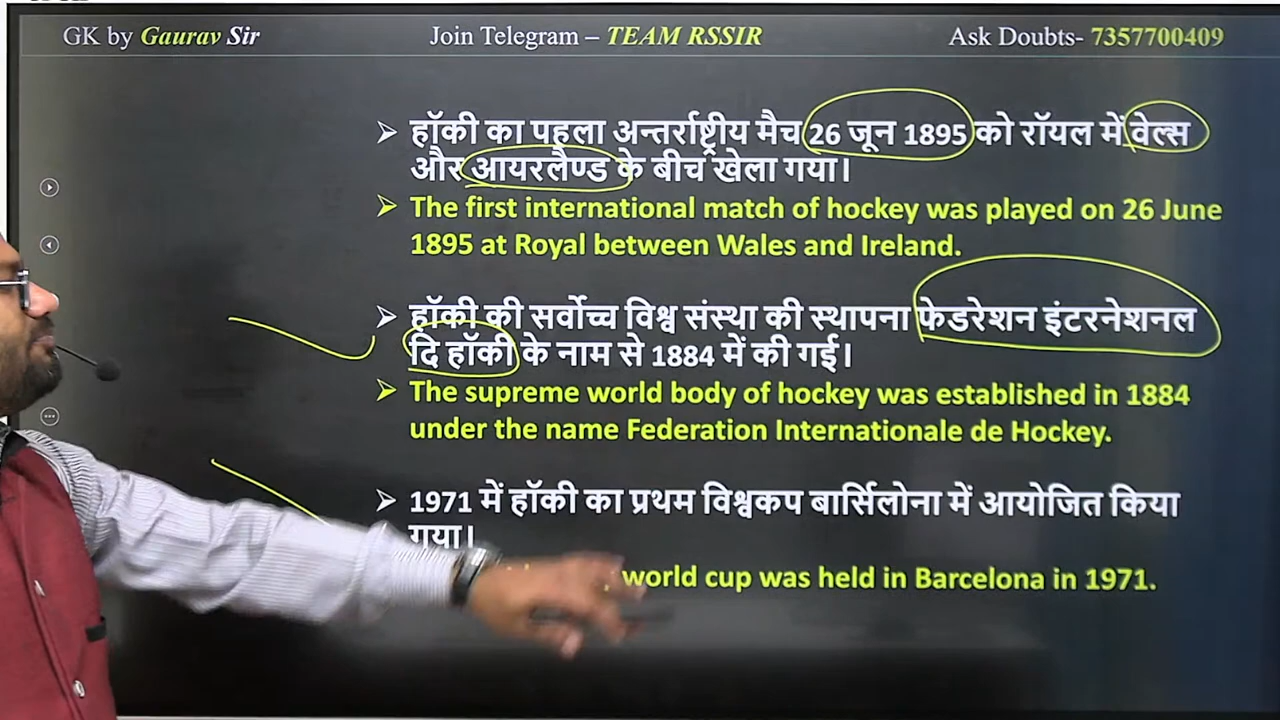 GK by Gaurav Sir
Join Telegram – TEAM RSSIR
Ask Doubts- 7357700409
हॉकी का पहला अन्तर्राष्ट्रीय मैच 26 जून 1895 को रॉयल में वेल्स
और आयरलैण्ड के बीच खेला गया।
The first international match of hockey was played on 26 June
1895 at Royal between Wales and Ireland.
हॉकी की सर्वोच्च विश्व संस्था की स्थापना फेडरेशन इंटरनेशनल
दि हॉकी के नाम से 1884 में की गई।
The supreme world body of hockey was established in 1884
under the name Federation Internationale de Hockey.
1971 में हॉकी का प्रथम विश्वकप बार्सिलोना में आयोजित किया
गया।
world cup was held in Barcelona in 1971.